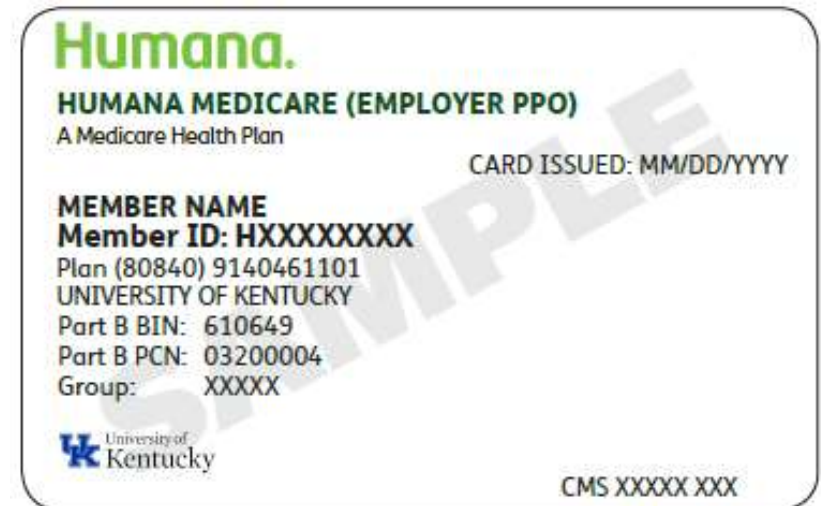 Humana.
HUMANA MEDICARE (EMPLOYER PPO)
A Medicare Health Plan
CARD ISSUED: MM/DD/YYYY
MEMBER NAME
Member ID: HXXXXXXXX
Plan (80840) 9140461101
UNIVERSITY OF KENTUCKY
Part B BIN: 610649
Part B PCN: 03200004
Group: XXXXX
SAMPLE
UK University of
Kentucky
CMS XXXXX XXX